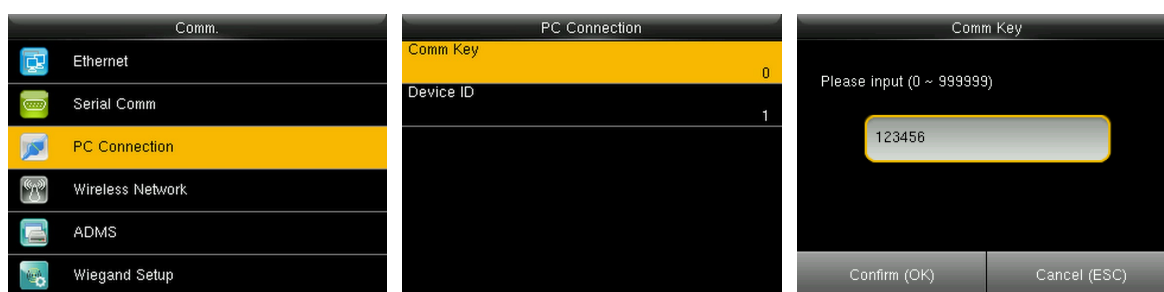 Comm.
Ethernet
Serial Comm
PC Connection
Wireless Network
ADMS
Wiegand Setup
PC Connection
Comm Key
0
Device ID
1
Comm Key
Please input (0 ~ 999999)
123456
Confirm (OK)
Cancel (ESC)